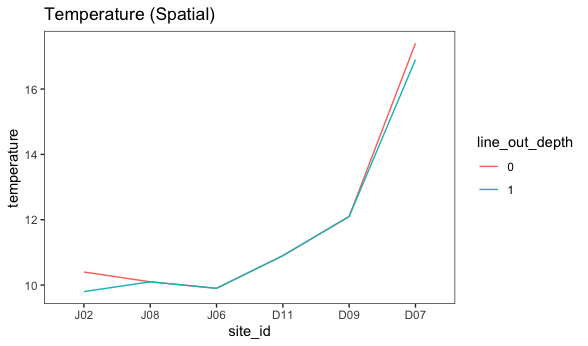 Temperature (Spatial)
temperature
16
14
12
10
J02 J08 J06 D11 D09 D07
site_id
line_out_depth
0
1